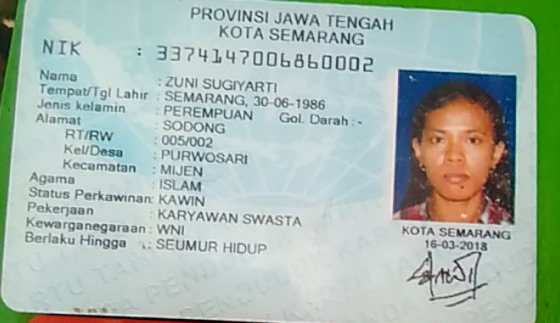 PROVINSI JAWA TENGAH
KOTA SEMARANG
NIK : 3374147006860002
Nama : ZUNI SUGIYARTI
Tempat/Tgl Lahir : SEMARANG, 30-06-1986
Jenis kelamin : PEREMPUAN Gol. Darah : -
Alamat : SODONG
RT/RW : 005/002
Kel/Desa : PURWOSARI
Kecamatan : MIJEN
Agama : ISLAM
Status Perkawinan: KAWIN
Pekerjaan : KARYAWAN SWASTA
Kewarganegaraan : WNI
Berlaku Hingga : SEUMUR HIDUP
KOTA SEMARANG
16-03-2018